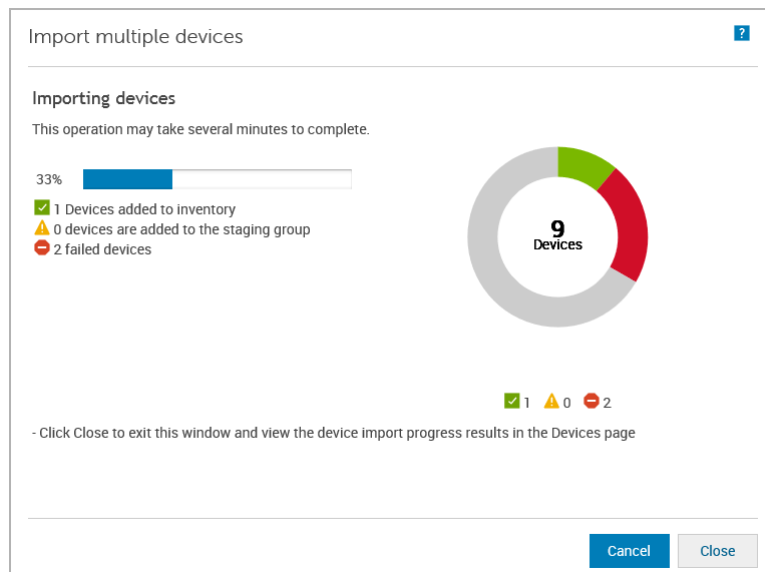 Import multiple devices
?
Importing devices
This operation may take several minutes to complete.
33%
1 Devices added to inventory
0 devices are added to the staging group
2 failed devices
9
Devices
1 0 2
- Click Close to exit this window and view the device import progress results in the Devices page
Cancel Close